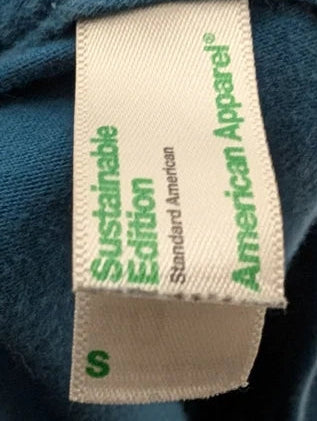 Sustainable
Edition
Standard American
American Apparel®
S